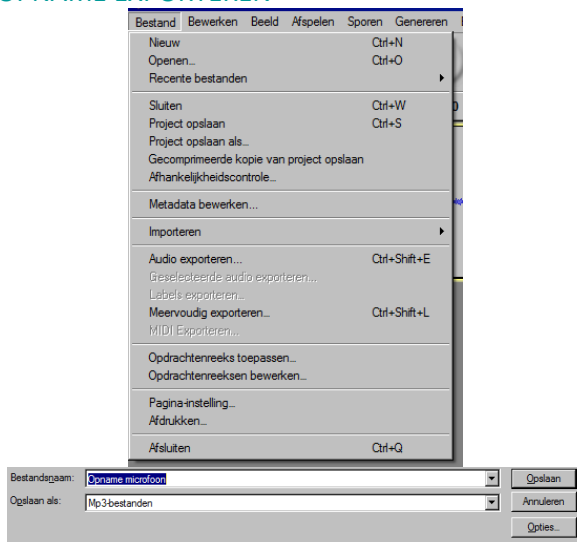 OPNAME EXPORTEREN
Bestand Bewerken Beeld Afspelen Sporen Genereren
Nieuw Ctrl+N
Openen... Ctrl+O
Recente bestanden
Sluiten Ctrl+W
Project opslaan Ctrl+S
Project opslaan als...
Gecomprimeerde kopie van project opslaan
Afhankelijkheidscontrole...
Metadata bewerken...
Importeren
Audio exporteren... Ctrl+Shift+E
Geselecteerde audio exporteren...
Labels exporteren...
Meervoudig exporteren... Ctrl+Shift+L
MIDI Exporteren...
Opdrachtenreeks toepassen...
Opdrachtenreeksen bewerken...
Pagina-instelling...
Afdrukken...
Afsluiten Ctrl+Q
Bestandsnaam: Opname microfoon Opslaan
Opslaan als: Mp3-bestanden Annuleren
Opties...